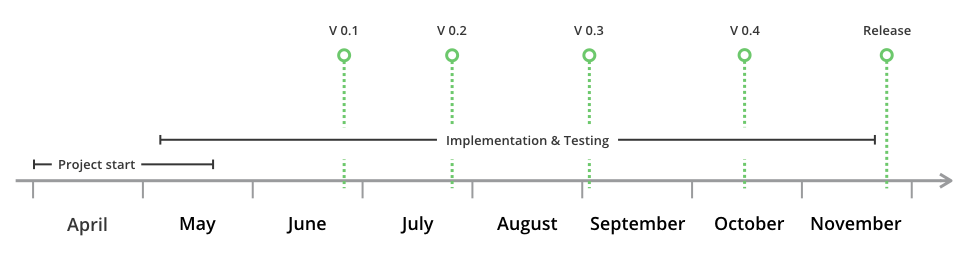 V 0.1 V 0.2 V 0.3 V 0.4 Release
Implementation & Testing
Project start
April May June July August September October November